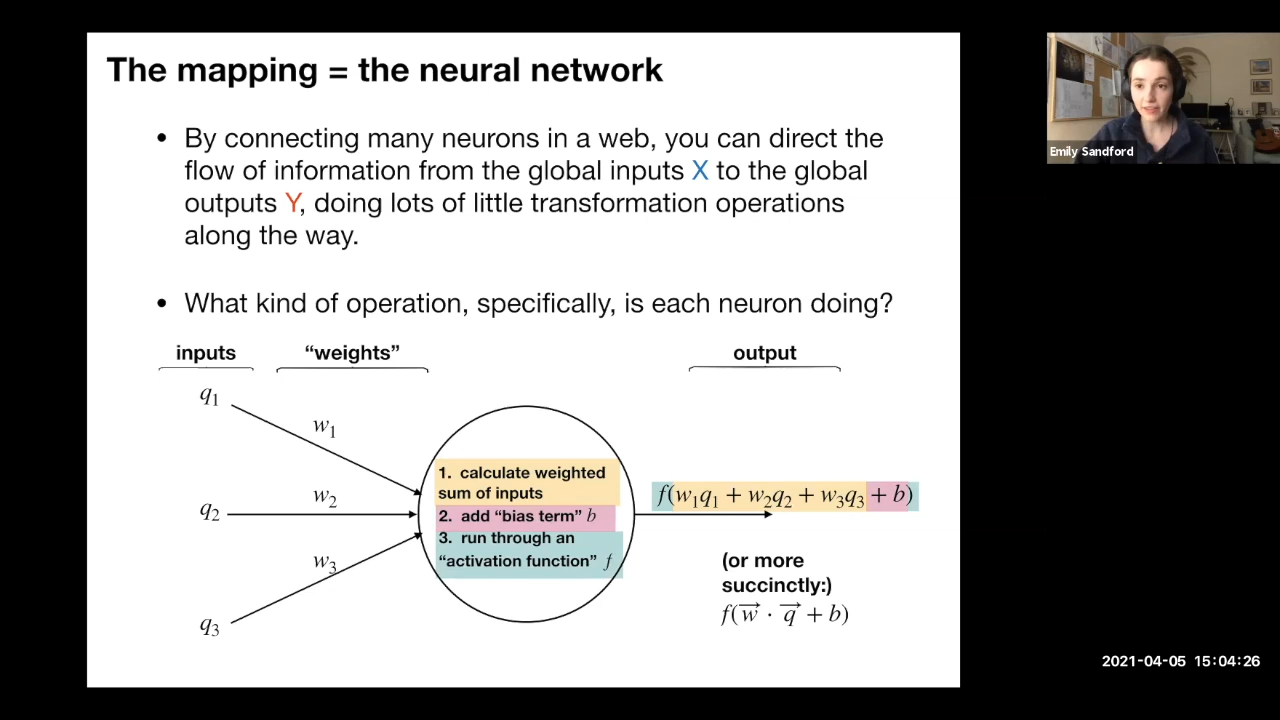 The mapping = the neural network
• By connecting many neurons in a web, you can direct the
flow of information from the global inputs X to the global
outputs Y, doing lots of little transformation operations
along the way.
• What kind of operation, specifically, is each neuron doing?
inputs “weights” output
q₁
w₁
w₂
q₂
w₃
q₃
1. calculate weighted
sum of inputs
2. add “bias term” b
3. run through an
“activation function” f
f(w₁q₁ + w₂q₂ + w₃q₃ + b)
(or more
succinctly:)
f(w⃗ · q⃗ + b)
Emily Sandford
2021-04-05 15:04:26